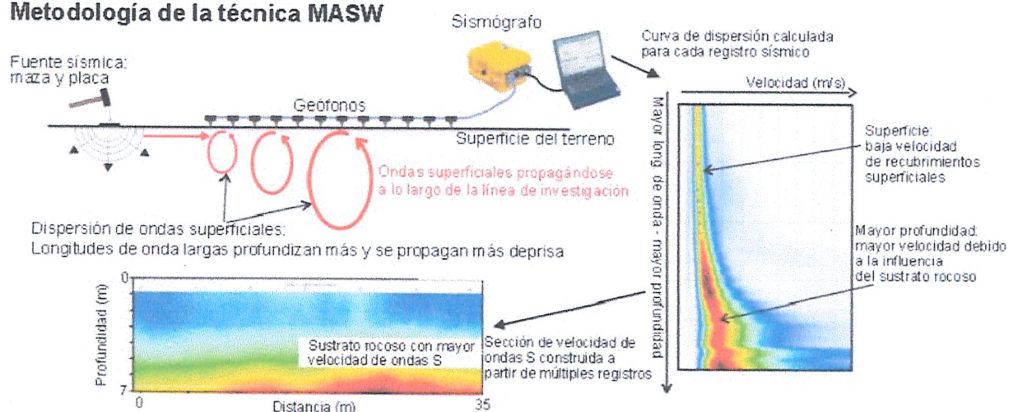 Metodología de la técnica MASW
Sismógrafo
Curva de dispersión calculada
para cada registro sísmico
Fuente sísmica:
maza y placa
Geófonos
Velocidad (m/s)
Superficie del terreno
Mayor long de onda - mayor profundidad
Superficie:
baja velocidad
de recubrimientos
superficiales
Ondas superficiales propagándose
a lo largo de la línea de investigación
Dispersión de ondas superficiales:
Longitudes de onda largas profundizan más y se propagan más deprisa
Mayor profundidad:
mayor velocidad debido
a la influencia
del sustrato rocoso
0
Profundidad (m)
7
Sustrato rocoso con mayor
velocidad de ondas S
Sección de velocidad de
ondas S construida a
partir de múltiples registros
0
Distancia (m)
35